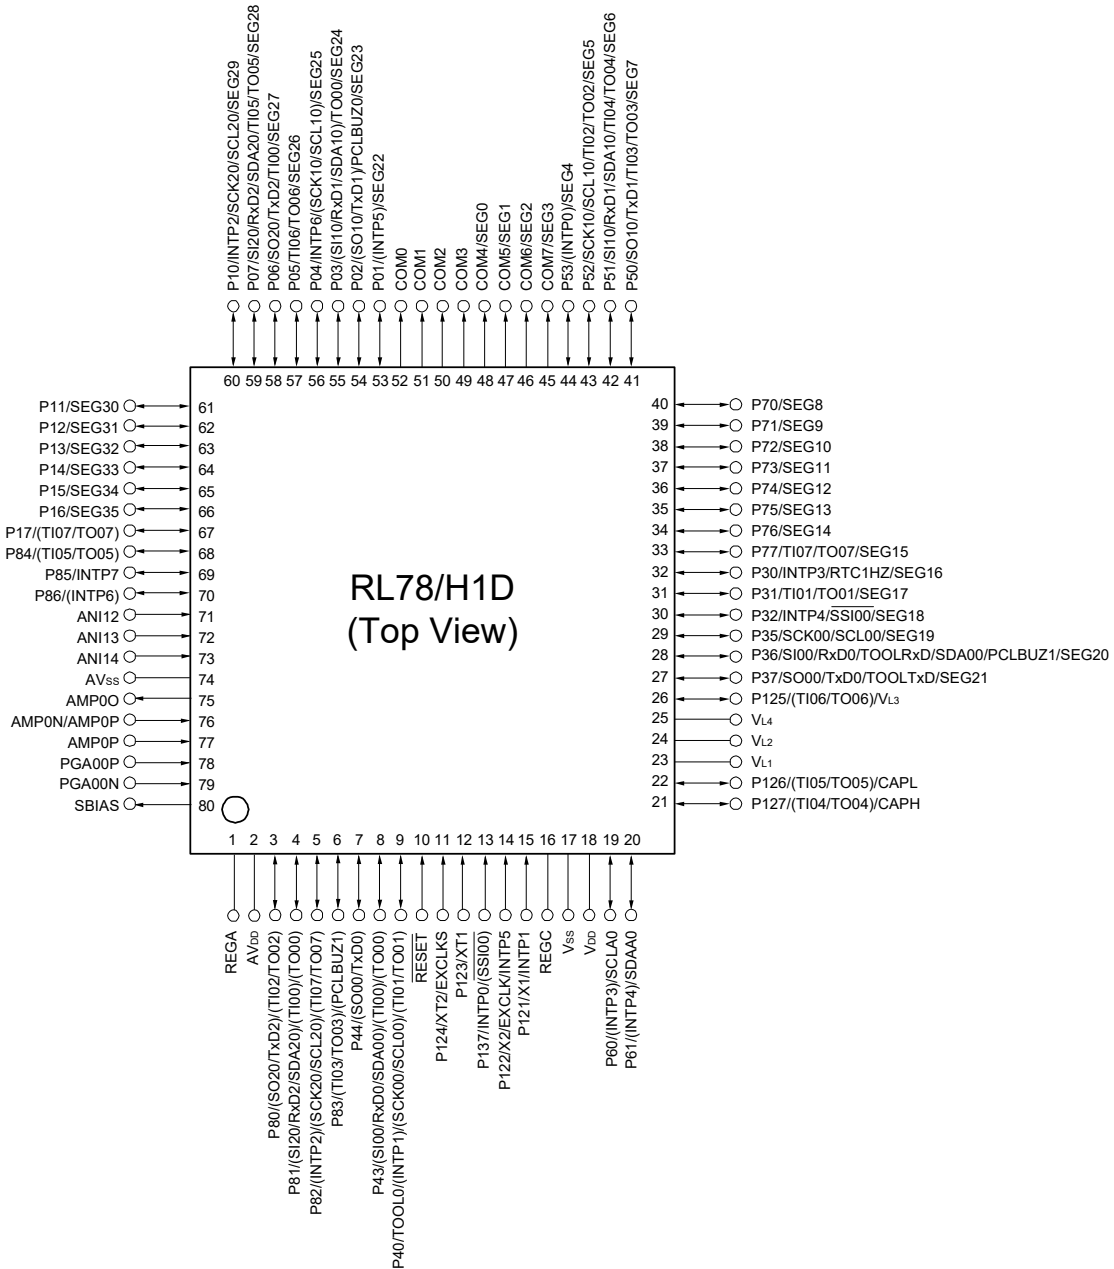 P10/INTP2/SCK20/SCL20/SEG29
P07/SI20/RxD2/SDA20/TI05/TO05/SEG28
P06/SO20/TxD2/TI00/SEG27
P05/TI06/TO06/SEG26
P04/INTP6/(SCK10/SCL10)/SEG25
P03/(SI10/RxD1/SDA10)/TO00/SEG24
P02/(SO10/TxD1)/PCLBUZ0/SEG23
P01/(INTP5)/SEG22
COM0
COM1
COM2
COM3
COM4/SEG0
COM5/SEG1
COM6/SEG2
COM7/SEG3
P53/(INTP0)/SEG4
P52/SCK10/SCL10/TI02/TO02/SEG5
P51/SI10/RxD1/SDA10/TI04/TO04/SEG6
P50/SO10/TxD1/TI03/TO03/SEG7
60 59 58 57 56 55 54 53 52 51 50 49 48 47 46 45 44 43 42 41
P11/SEG30 61
P12/SEG31 62
P13/SEG32 63
P14/SEG33 64
P15/SEG34 65
P16/SEG35 66
P17/(TI07/TO07) 67
P84/(TI05/TO05) 68
P85/INTP7 69
P86/(INTP6) 70
ANI12 71
ANI13 72
ANI14 73
AVSS 74
AMP0O 75
AMP0N/AMP0P 76
AMP0P 77
PGA00P 78
PGA00N 79
SBIAS 80
RL78/H1D
(Top View)
40 P70/SEG8
39 P71/SEG9
38 P72/SEG10
37 P73/SEG11
36 P74/SEG12
35 P75/SEG13
34 P76/SEG14
33 P77/TI07/TO07/SEG15
32 P30/INTP3/RTC1HZ/SEG16
31 P31/TI01/TO01/SEG17
30 P32/INTP4/SSI00/SEG18
29 P35/SCK00/SCL00/SEG19
28 P36/SI00/RxD0/TOOLRxD/SDA00/PCLBUZ1/SEG20
27 P37/SO00/TxD0/TOOLTxD/SEG21
26 P125/(TI06/TO06)/VL3
25 VL4
24 VL2
23 VL1
22 P126/(TI05/TO05)/CAPL
21 P127/(TI04/TO04)/CAPH
1 2 3 4 5 6 7 8 9 10 11 12 13 14 15 16 17 18 19 20
REGA
AVDD
P80/(SO20/TxD2)/(TI02/TO02)
P81/(SI20/RxD2/SDA20)/(TI00)/(TO00)
P82/(INTP2)/(SCK20/SCL20)/(TI07/TO07)
P83/(TI03/TO03)/(PCLBUZ1)
P44/(SO00/TxD0)
P43/(SI00/RxD0/SDA00)/(TI00)/(TO00)
P40/TOOL0/(INTP1)/(SCK00/SCL00)/(TI01/TO01)
RESET
P124/XT2/EXCLKS
P123/XT1
P137/INTP0/(SSI00)
P122/X2/EXCLK/INTP5
P121/X1/INTP1
REGC
VSS
VDD
P60/(INTP3)/SCLA0
P61/(INTP4)/SDAA0